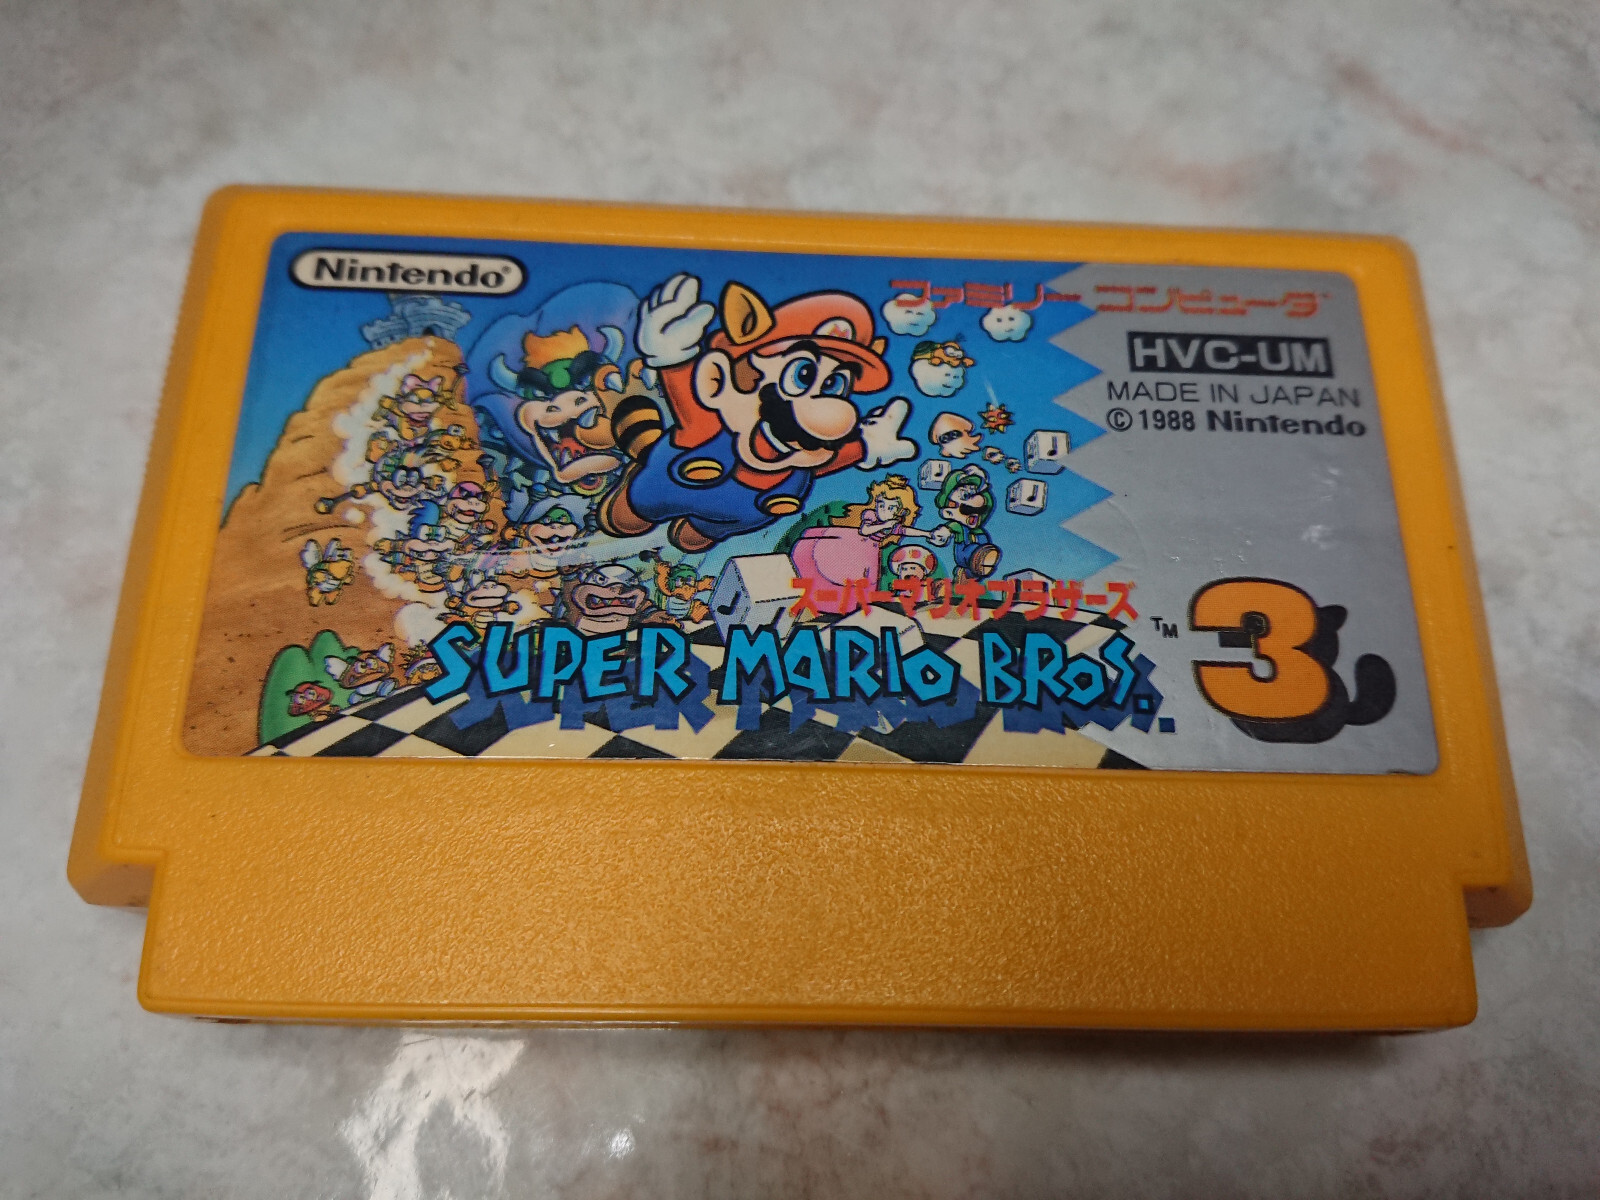 Nintendo®
ファミリーコンピュータ
HVC-UM
MADE IN JAPAN
©1988 Nintendo
スーパーマリオブラザーズ
SUPER MARIO BROS. ™ 3